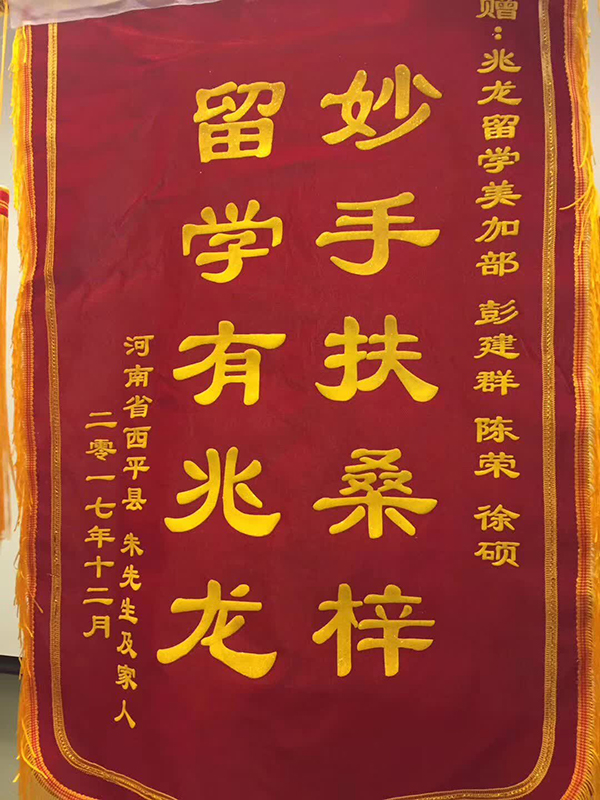 赠：兆龙留学美加部 彭建群 陈荣 徐硕
妙手扶桑梓
留学有兆龙
河南省西平县 朱先生及家人
二零一七年十二月